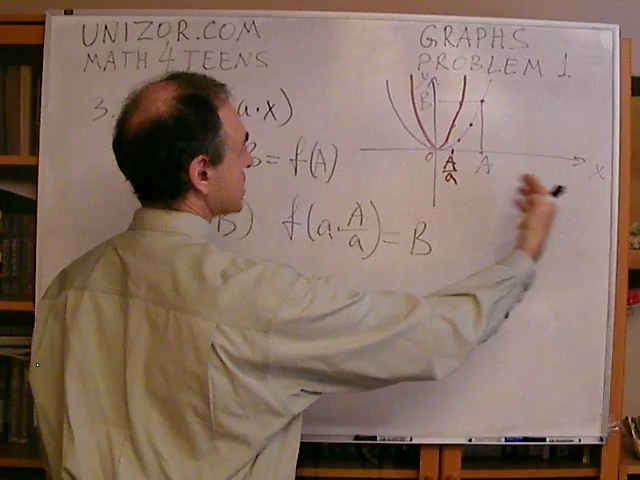 UNIZOR.COM
MATH 4 TEENS
GRAPHS
PROBLEM 1
3. a·x)
B = f(A)
B) f(a·A/a) = B
Y
B
0
A/a
A
X